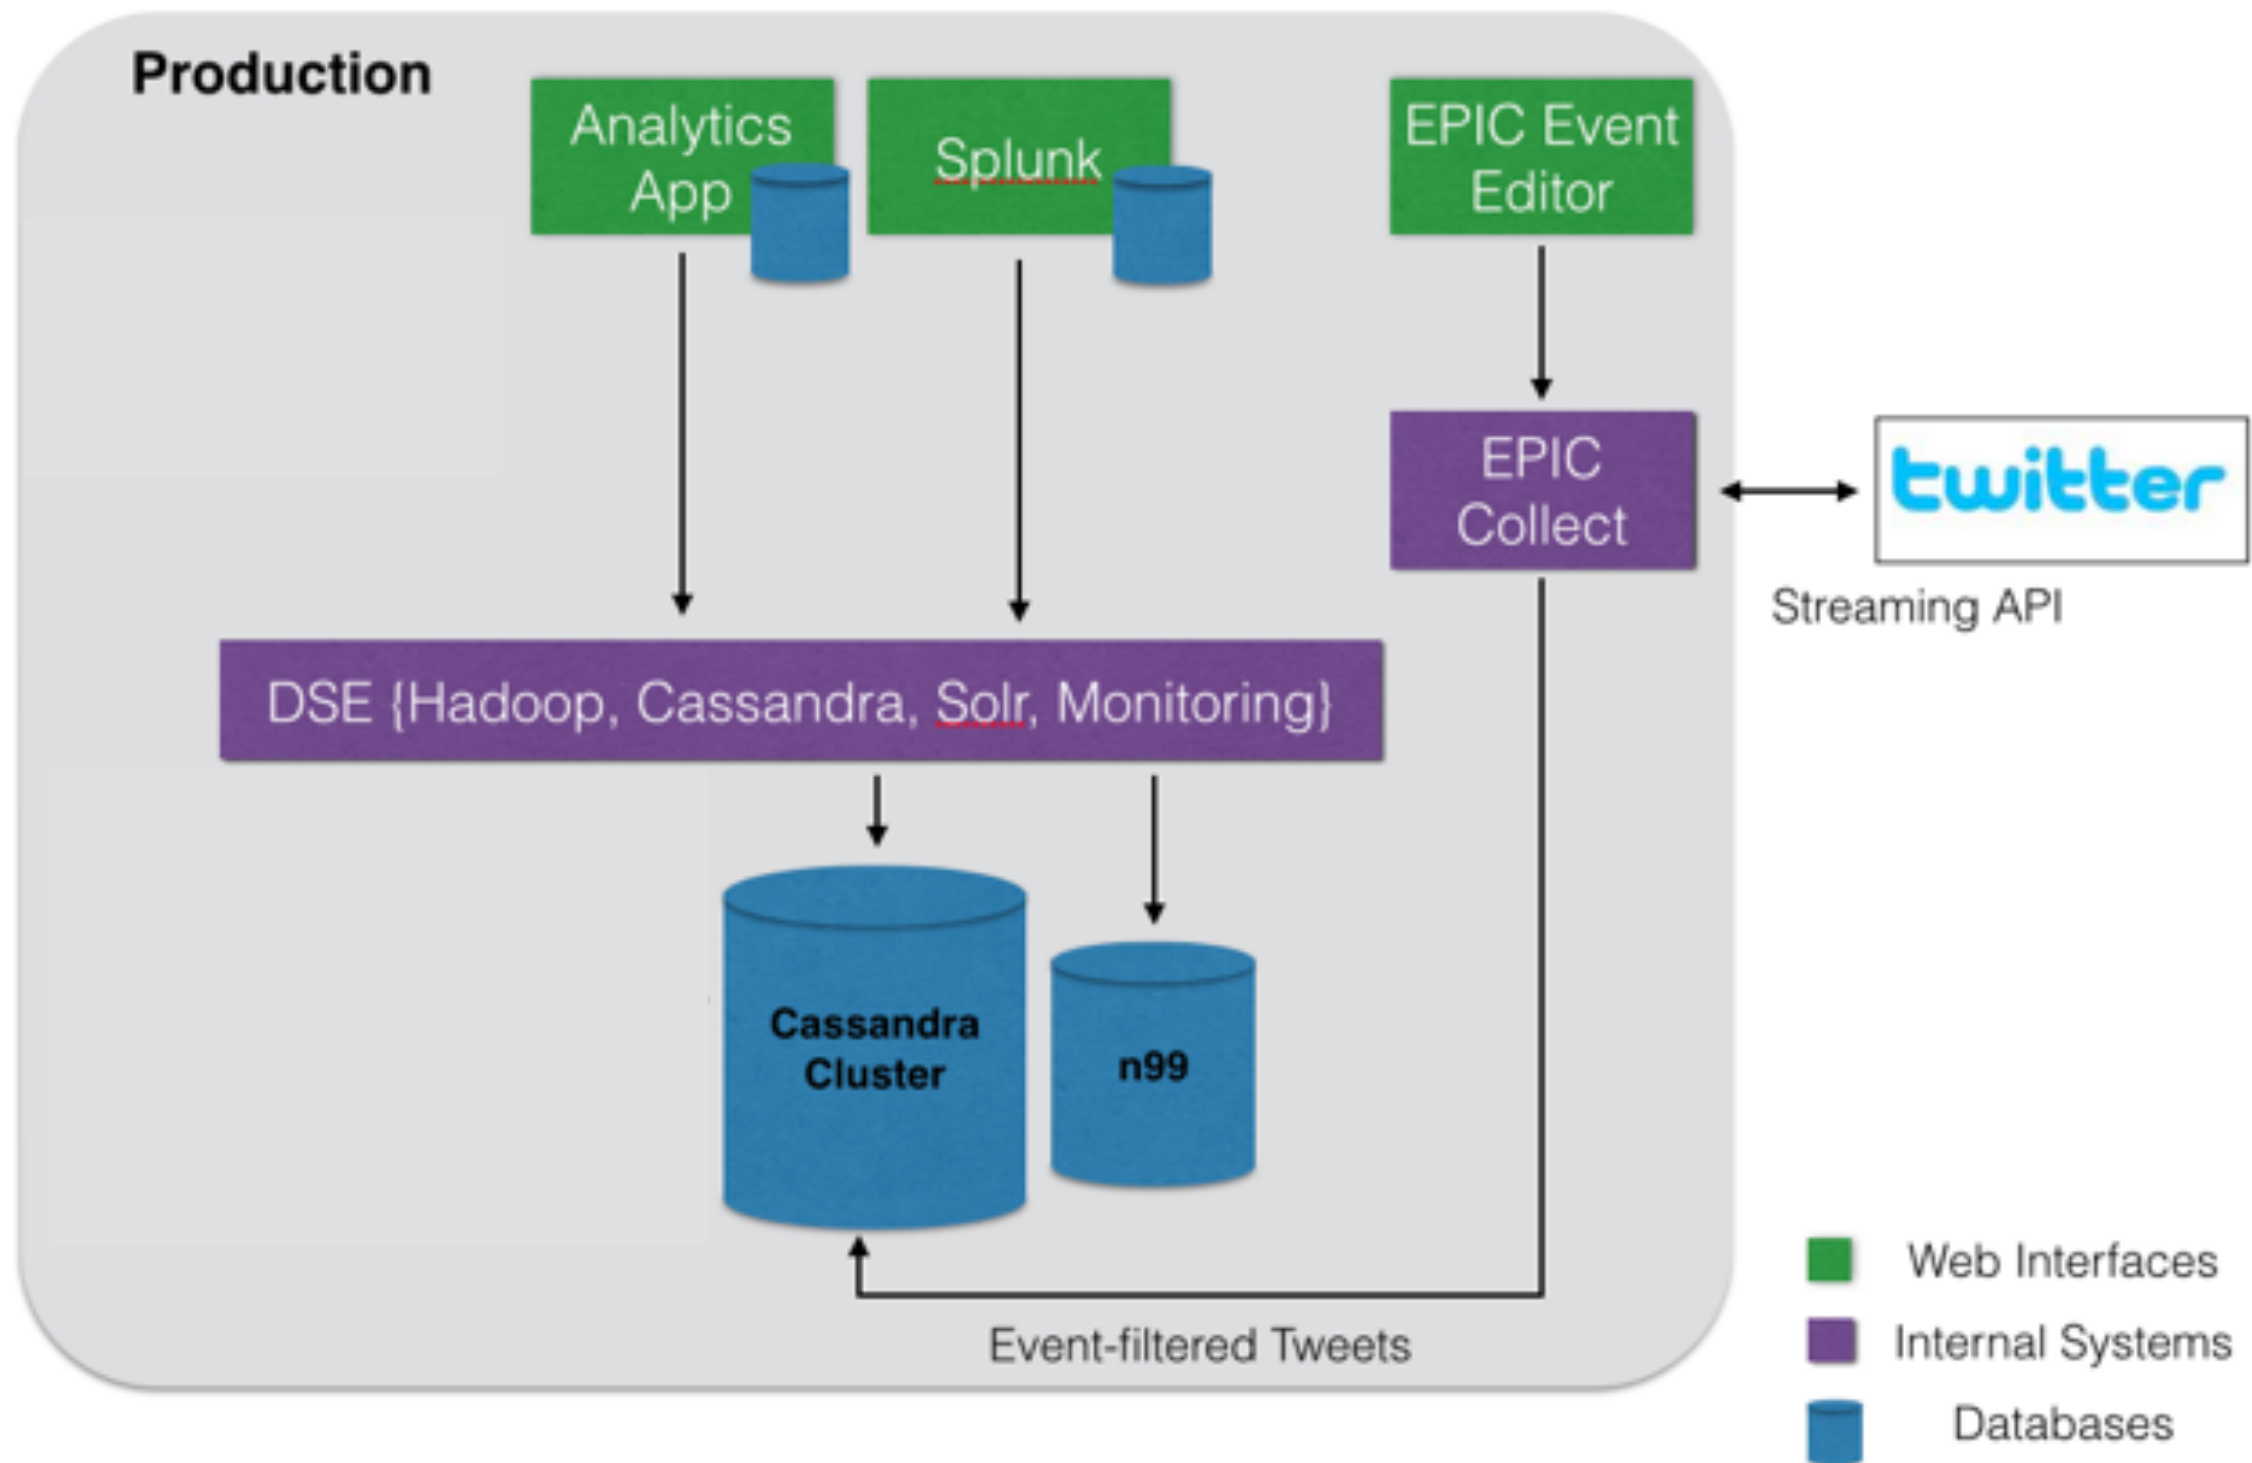 Production
Analytics
App
Splunk
EPIC Event
Editor
EPIC
Collect
twitter
Streaming API
DSE {Hadoop, Cassandra, Solr, Monitoring}
Cassandra
Cluster
n99
Event-filtered Tweets
Web Interfaces
Internal Systems
Databases